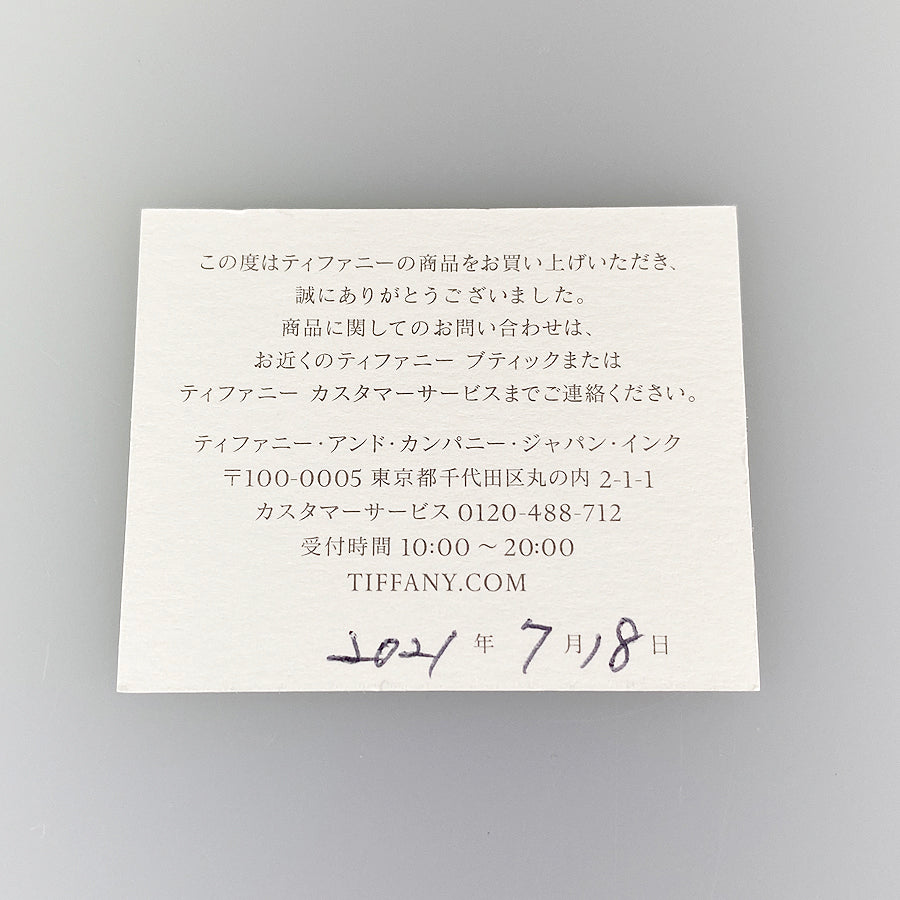 この度はティファニーの商品をお買い上げいただき、
誠にありがとうございました。
商品に関してのお問い合わせは、
お近くのティファニー ブティックまたは
ティファニー カスタマーサービスまでご連絡ください。
ティファニー・アンド・カンパニー・ジャパン・インク
〒100-0005 東京都千代田区丸の内 2-1-1
カスタマーサービス 0120-488-712
受付時間 10:00 ～ 20:00
TIFFANY.COM
2021 年 7 月 18 日